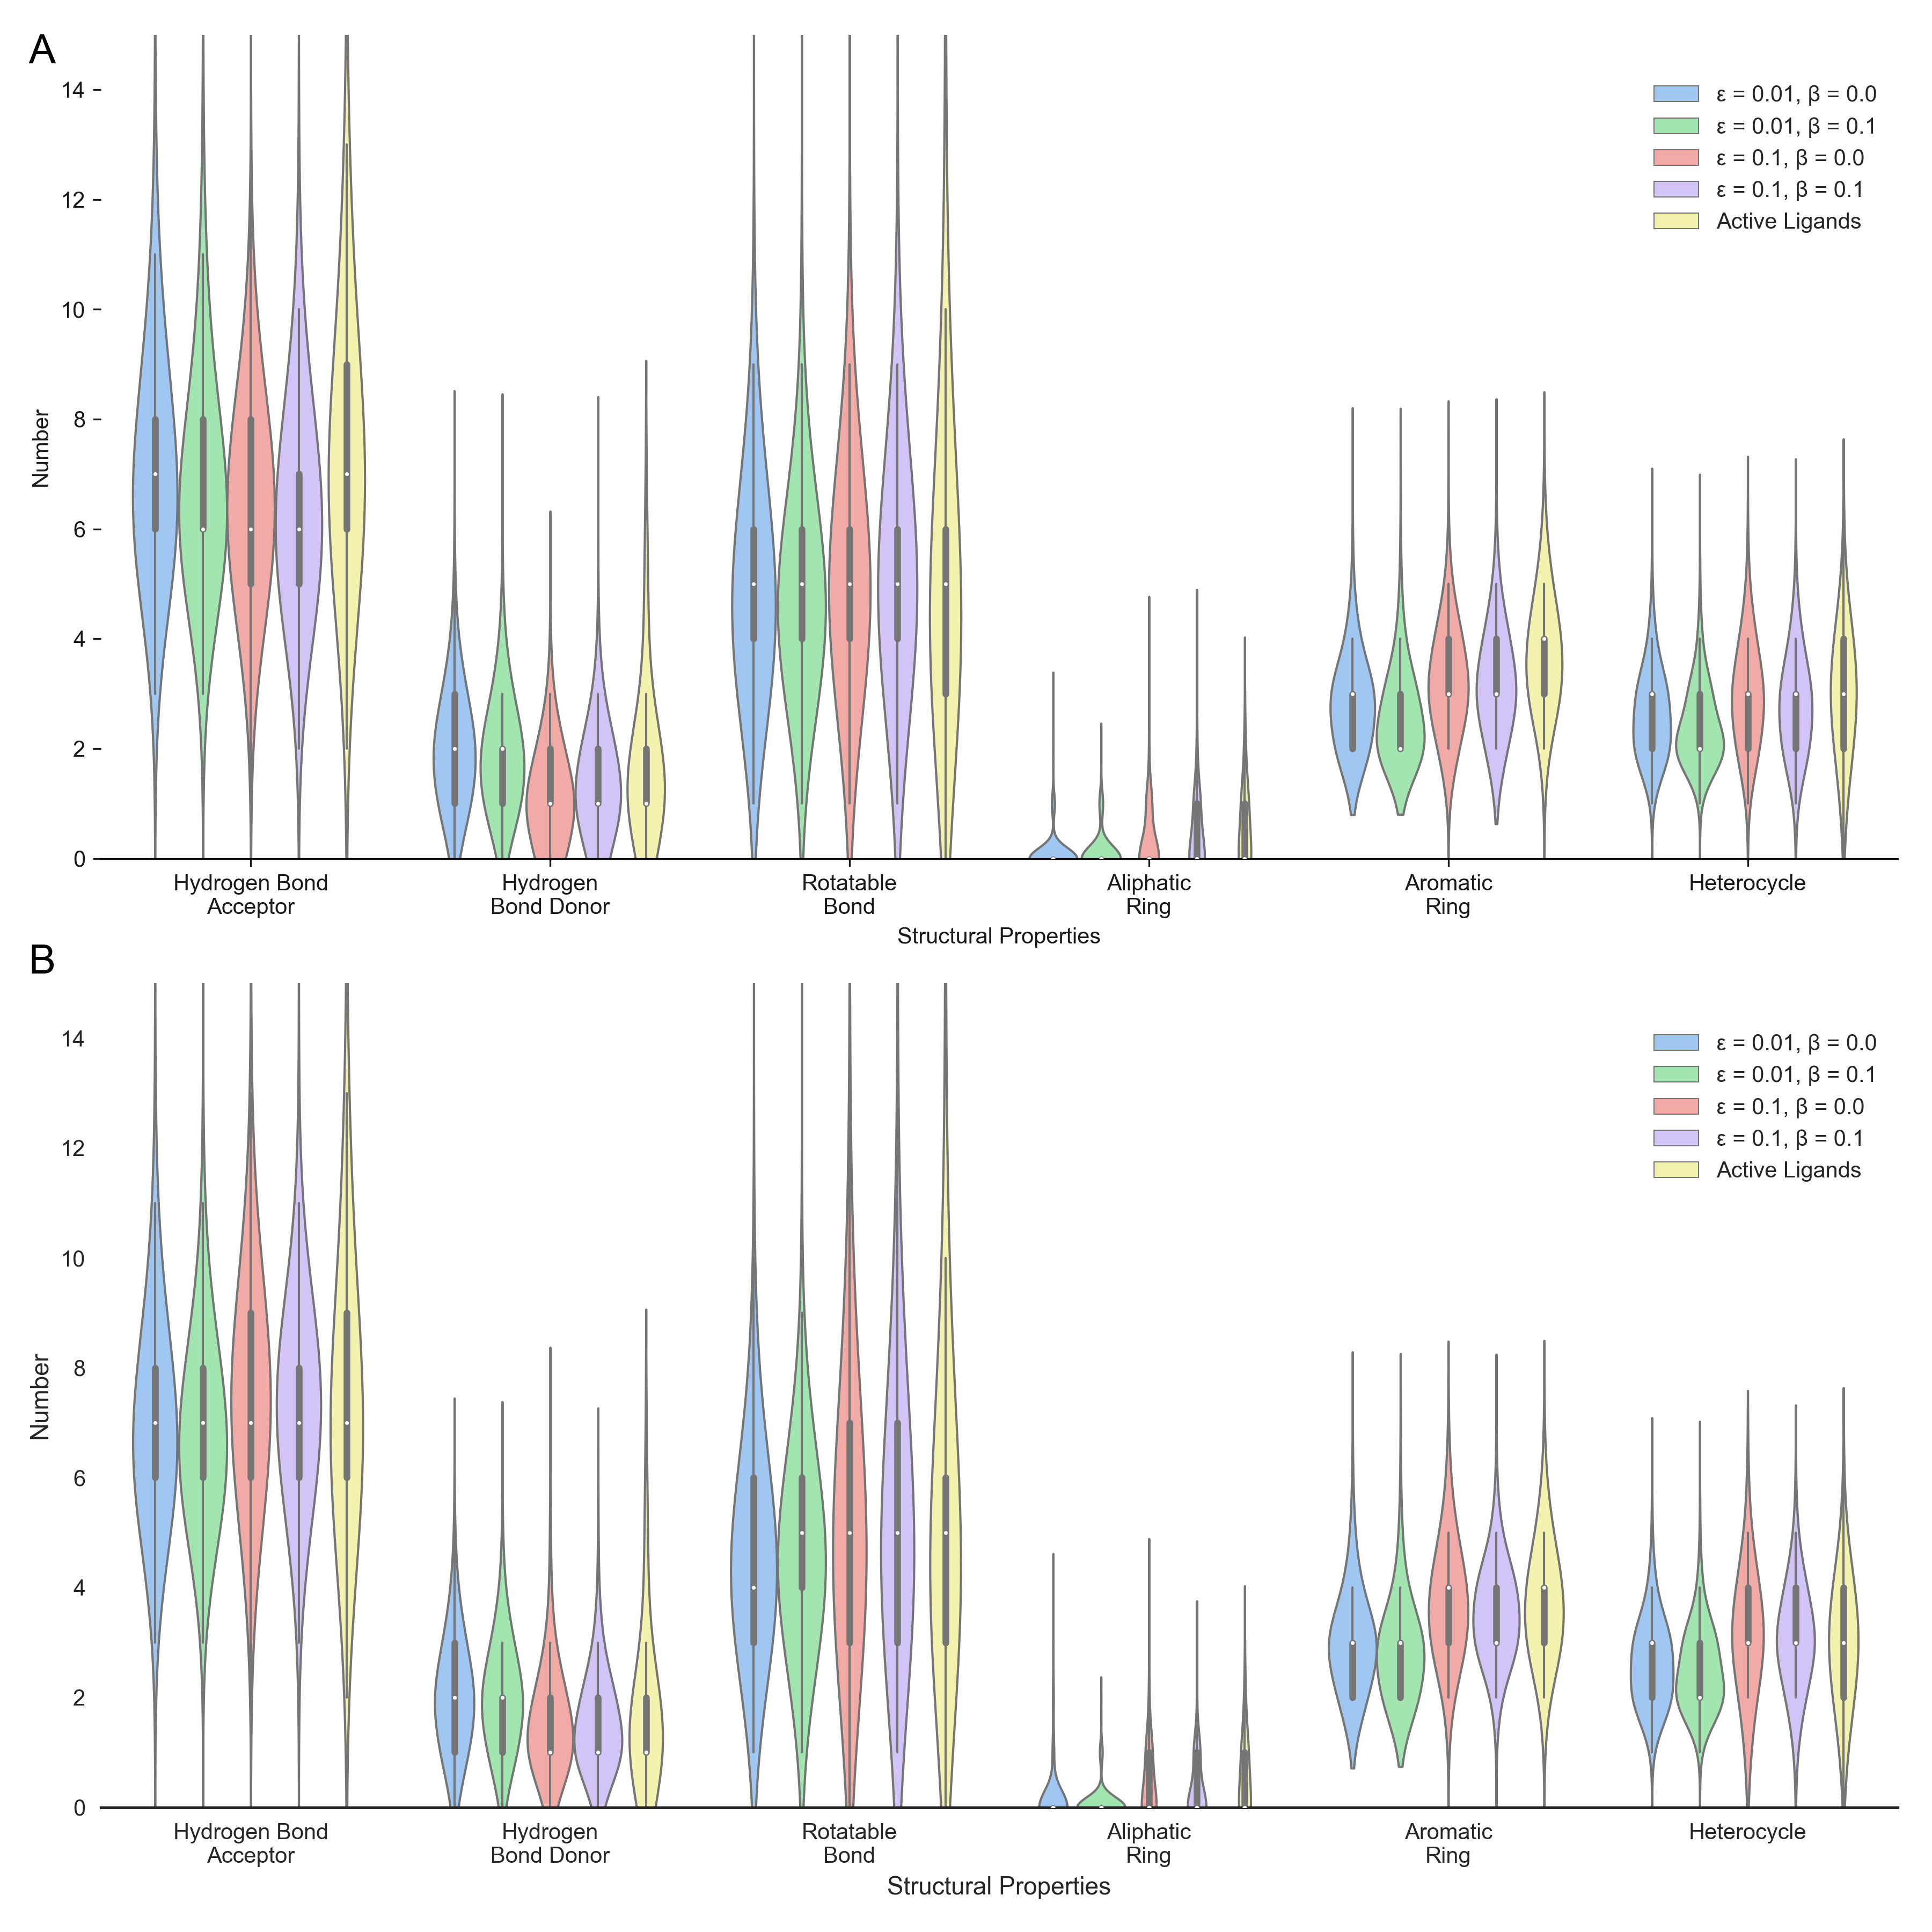 A
14
12
10
8
6
4
2
0
Number
ε = 0.01, β = 0.0
ε = 0.01, β = 0.1
ε = 0.1, β = 0.0
ε = 0.1, β = 0.1
Active Ligands
Hydrogen Bond
Acceptor
Hydrogen
Bond Donor
Rotatable
Bond
Aliphatic
Ring
Aromatic
Ring
Heterocycle
Structural Properties
B
14
12
10
8
6
4
2
0
Number
ε = 0.01, β = 0.0
ε = 0.01, β = 0.1
ε = 0.1, β = 0.0
ε = 0.1, β = 0.1
Active Ligands
Hydrogen Bond
Acceptor
Hydrogen
Bond Donor
Rotatable
Bond
Aliphatic
Ring
Aromatic
Ring
Heterocycle
Structural Properties